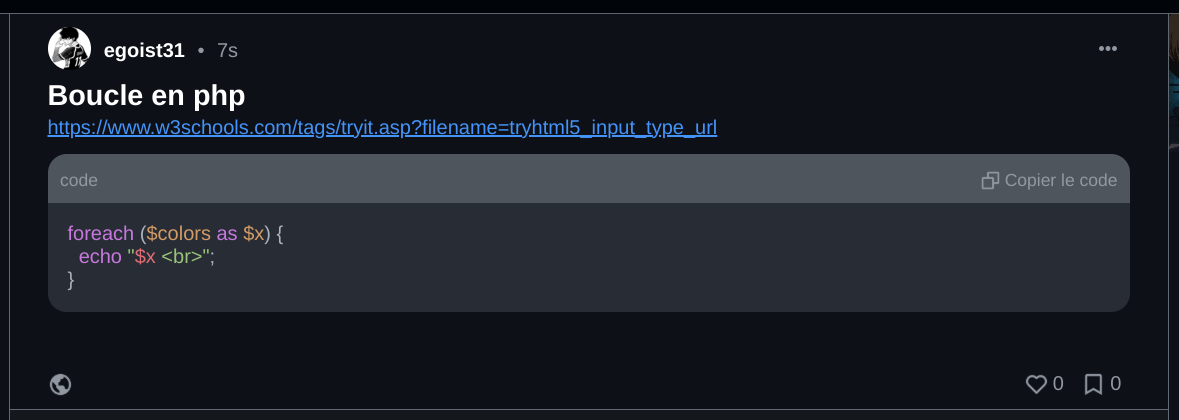 egoist31 • 7s
Boucle en php
https://www.w3schools.com/tags/tryit.asp?filename=tryhtml5_input_type_url
code Copier le code
foreach ($colors as $x) {
  echo "$x <br>";
}
0 0